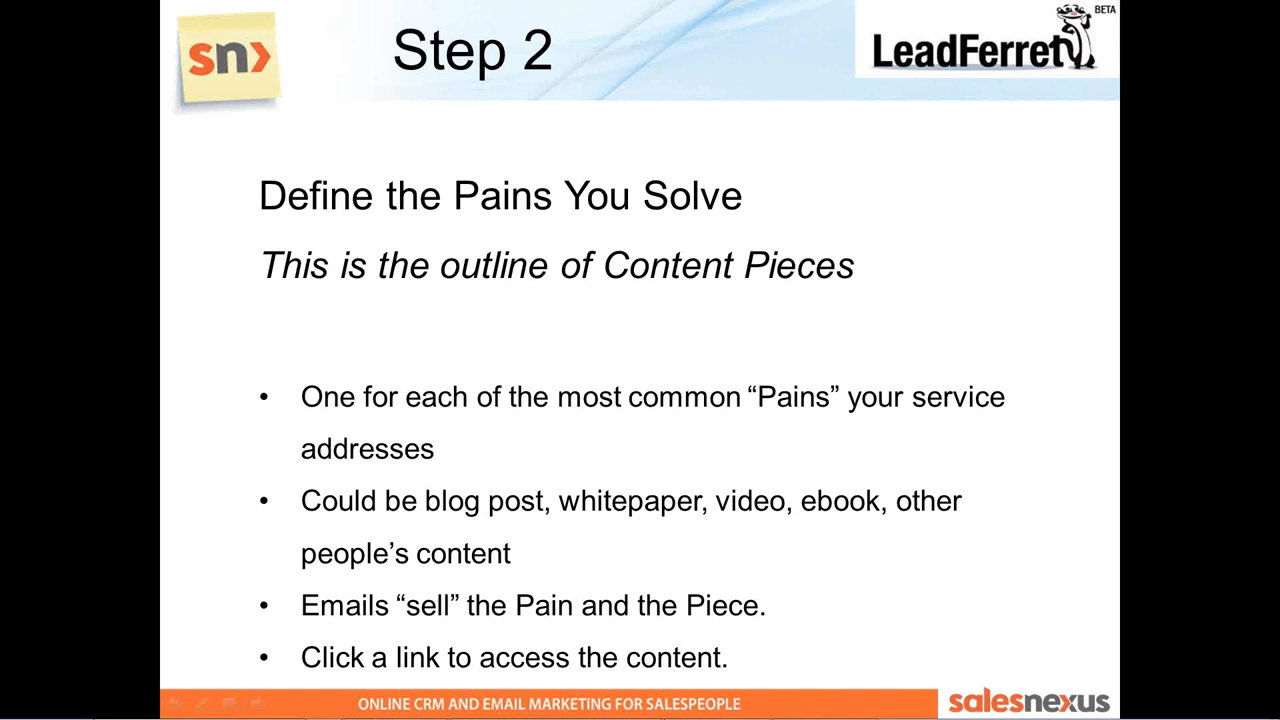 sn>
Step 2
LeadFerret
BETA
Define the Pains You Solve
This is the outline of Content Pieces
• One for each of the most common “Pains” your service
addresses
• Could be blog post, whitepaper, video, ebook, other
people’s content
• Emails “sell” the Pain and the Piece.
• Click a link to access the content.
ONLINE CRM AND EMAIL MARKETING FOR SALESPEOPLE
salesnexus